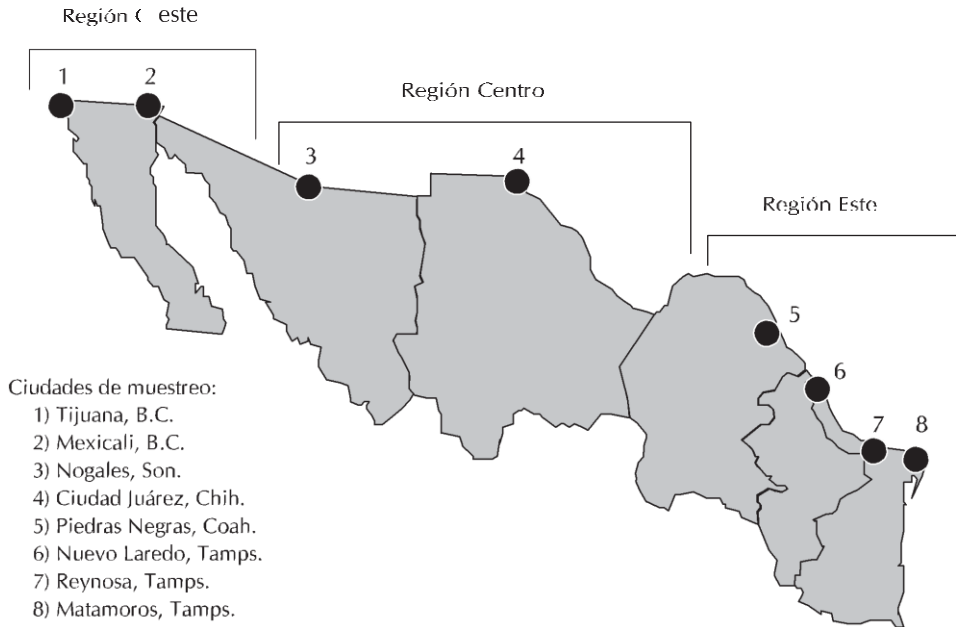 Región este
1
2
Región Centro
3
4
Región Este
5
6
7
8
Ciudades de muestreo:
1) Tijuana, B.C.
2) Mexicali, B.C.
3) Nogales, Son.
4) Ciudad Juárez, Chih.
5) Piedras Negras, Coah.
6) Nuevo Laredo, Tamps.
7) Reynosa, Tamps.
8) Matamoros, Tamps.